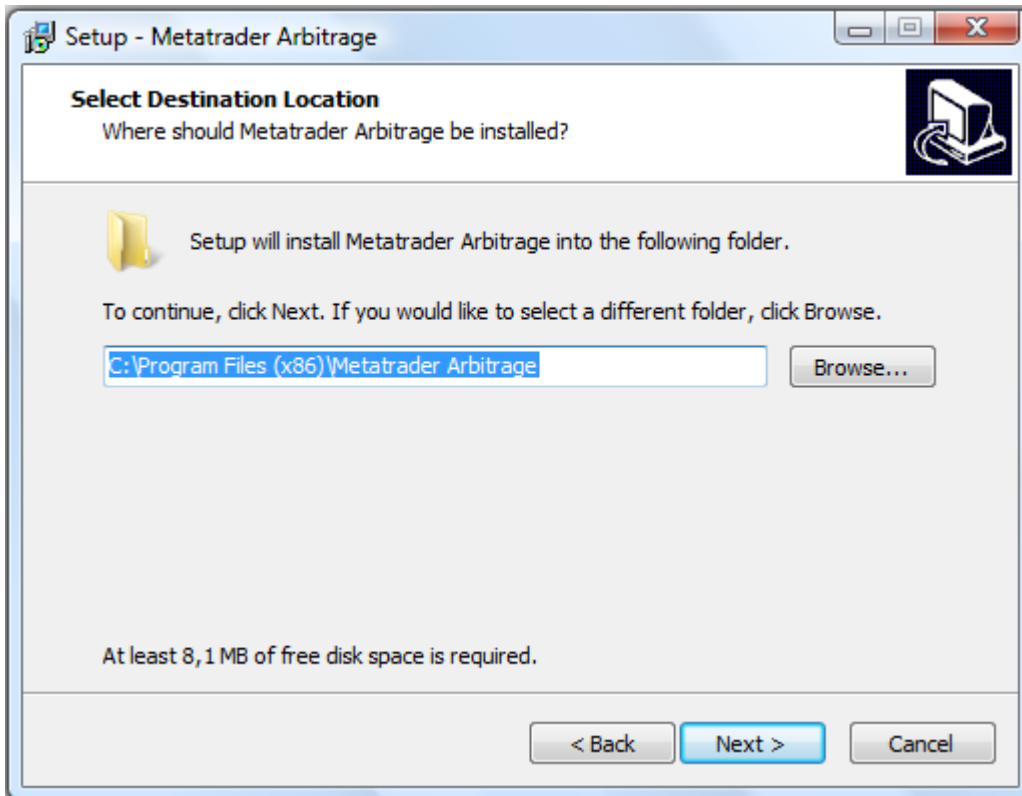 Setup - Metatrader Arbitrage
Select Destination Location
Where should Metatrader Arbitrage be installed?
Setup will install Metatrader Arbitrage into the following folder.
To continue, click Next. If you would like to select a different folder, click Browse.
C:\Program Files (x86)\Metatrader Arbitrage
Browse...
At least 8,1 MB of free disk space is required.
< Back
Next >
Cancel